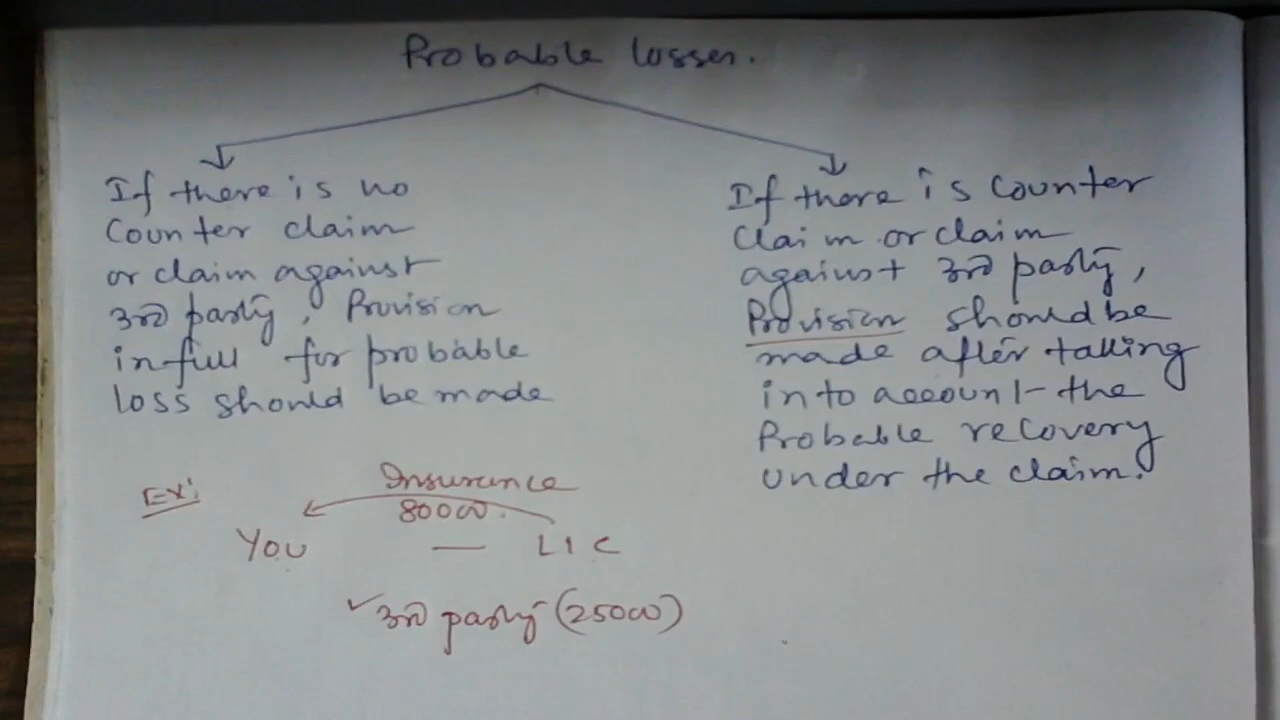 Probable losses.
If there is no
counter claim
or claim against
3rd party, Provision
in full for probable
loss should be made
If there is counter
claim or claim
against 3rd party,
Provision should be
made after taking
into account the
Probable recovery
under the claim.
Ex:
Insurance
80000.
You — LIC
✓3rd party (25000)